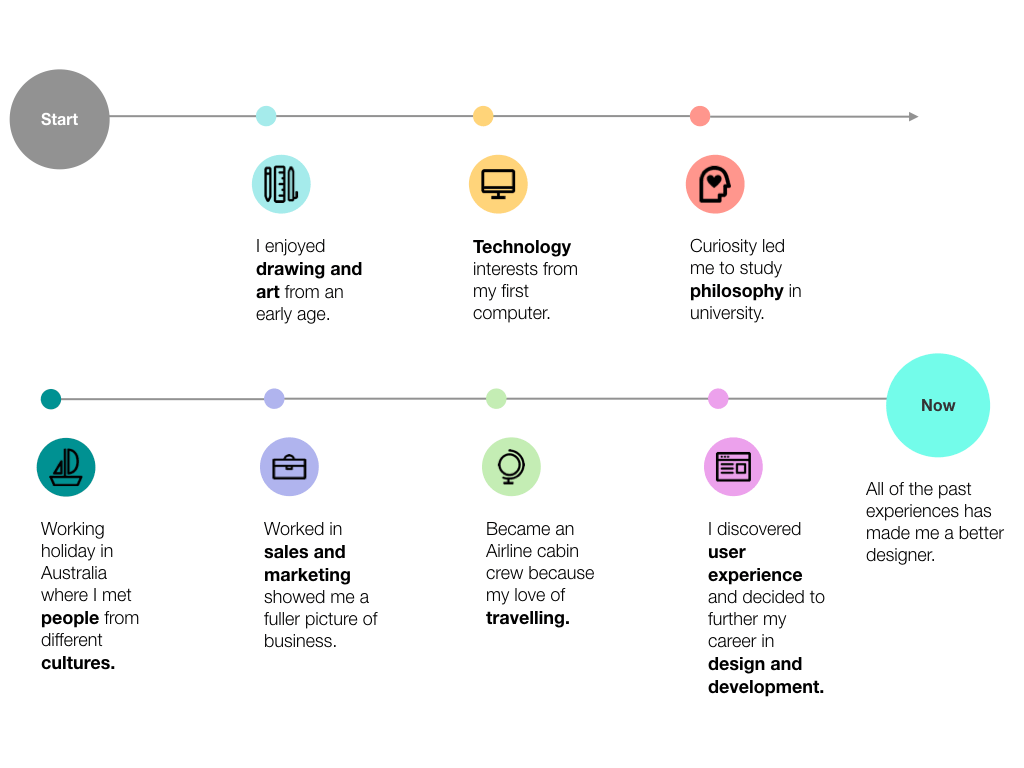 Start
I enjoyed
drawing and
art from an
early age.
Technology
interests from
my first
computer.
Curiosity led
me to study
philosophy in
university.
Now
Working
holiday in
Australia
where I met
people from
different
cultures.
Worked in
sales and
marketing
showed me a
fuller picture of
business.
Became an
Airline cabin
crew because
my love of
travelling.
I discovered
user
experience
and decided to
further my
career in
design and
development.
All of the past
experiences has
made me a better
designer.